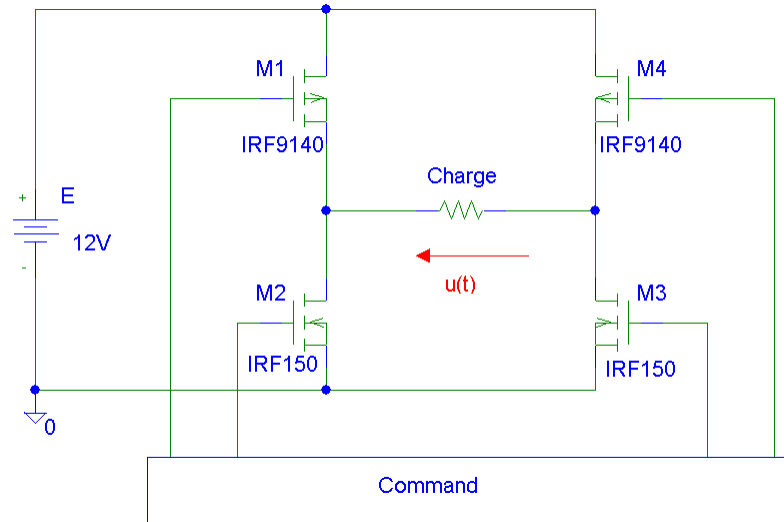 M1
M4
IRF9140
IRF9140
Charge
+
E
12V
-
u(t)
M2
M3
IRF150
IRF150
0
Command